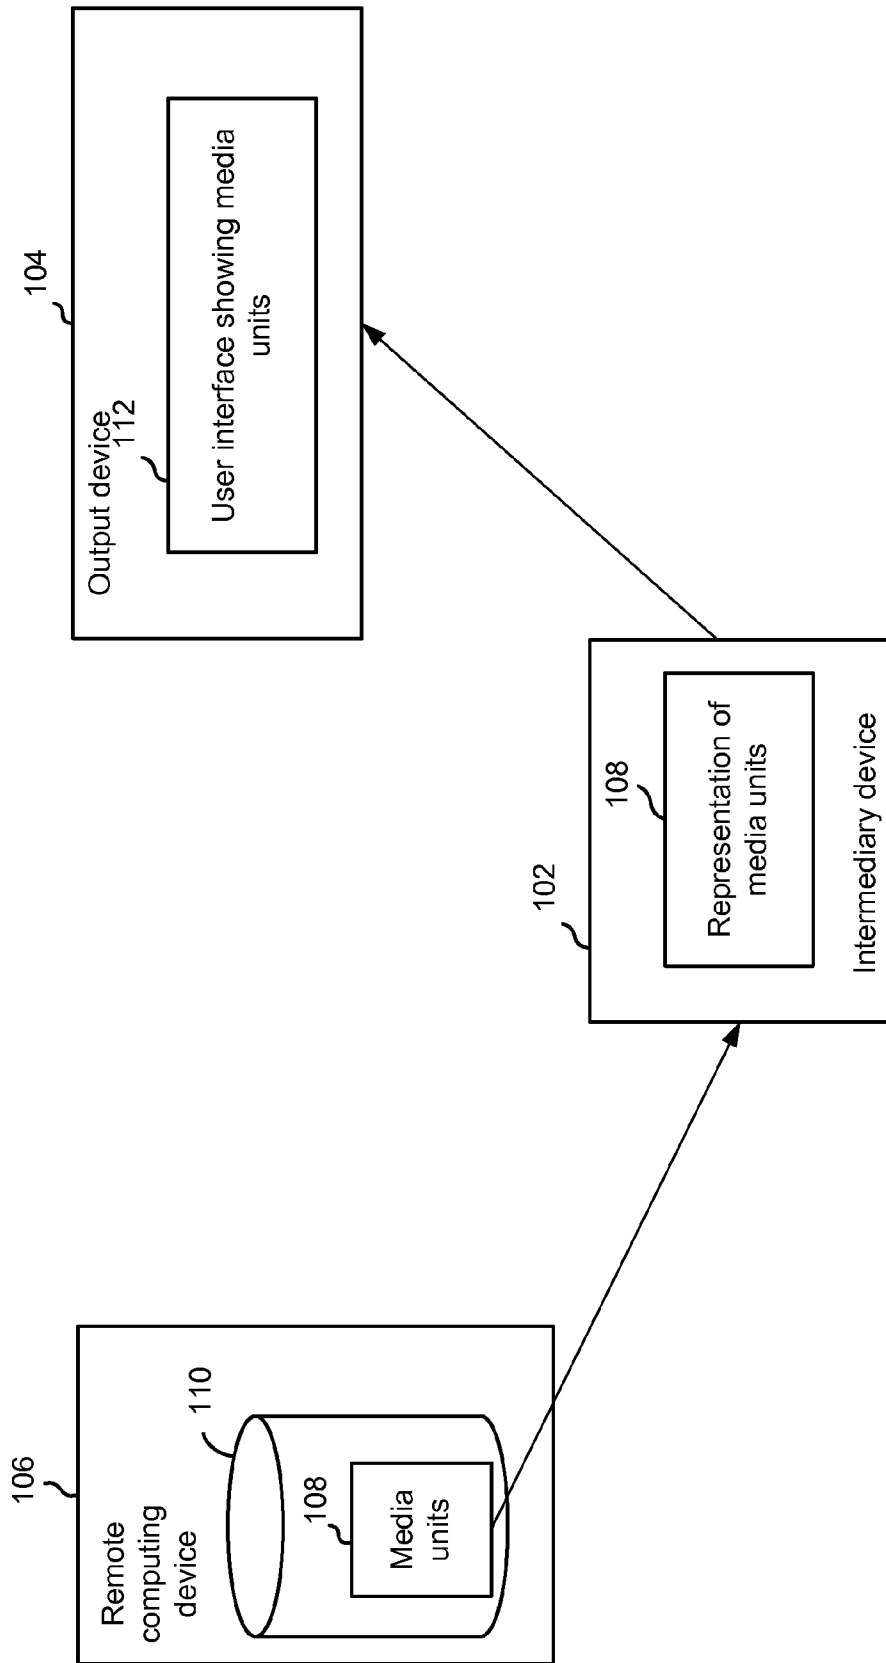 106
Remote
computing
device
110
108
Media
units
102
108
Representation of
media units
Intermediary device
104
Output device
112
User interface showing media
units